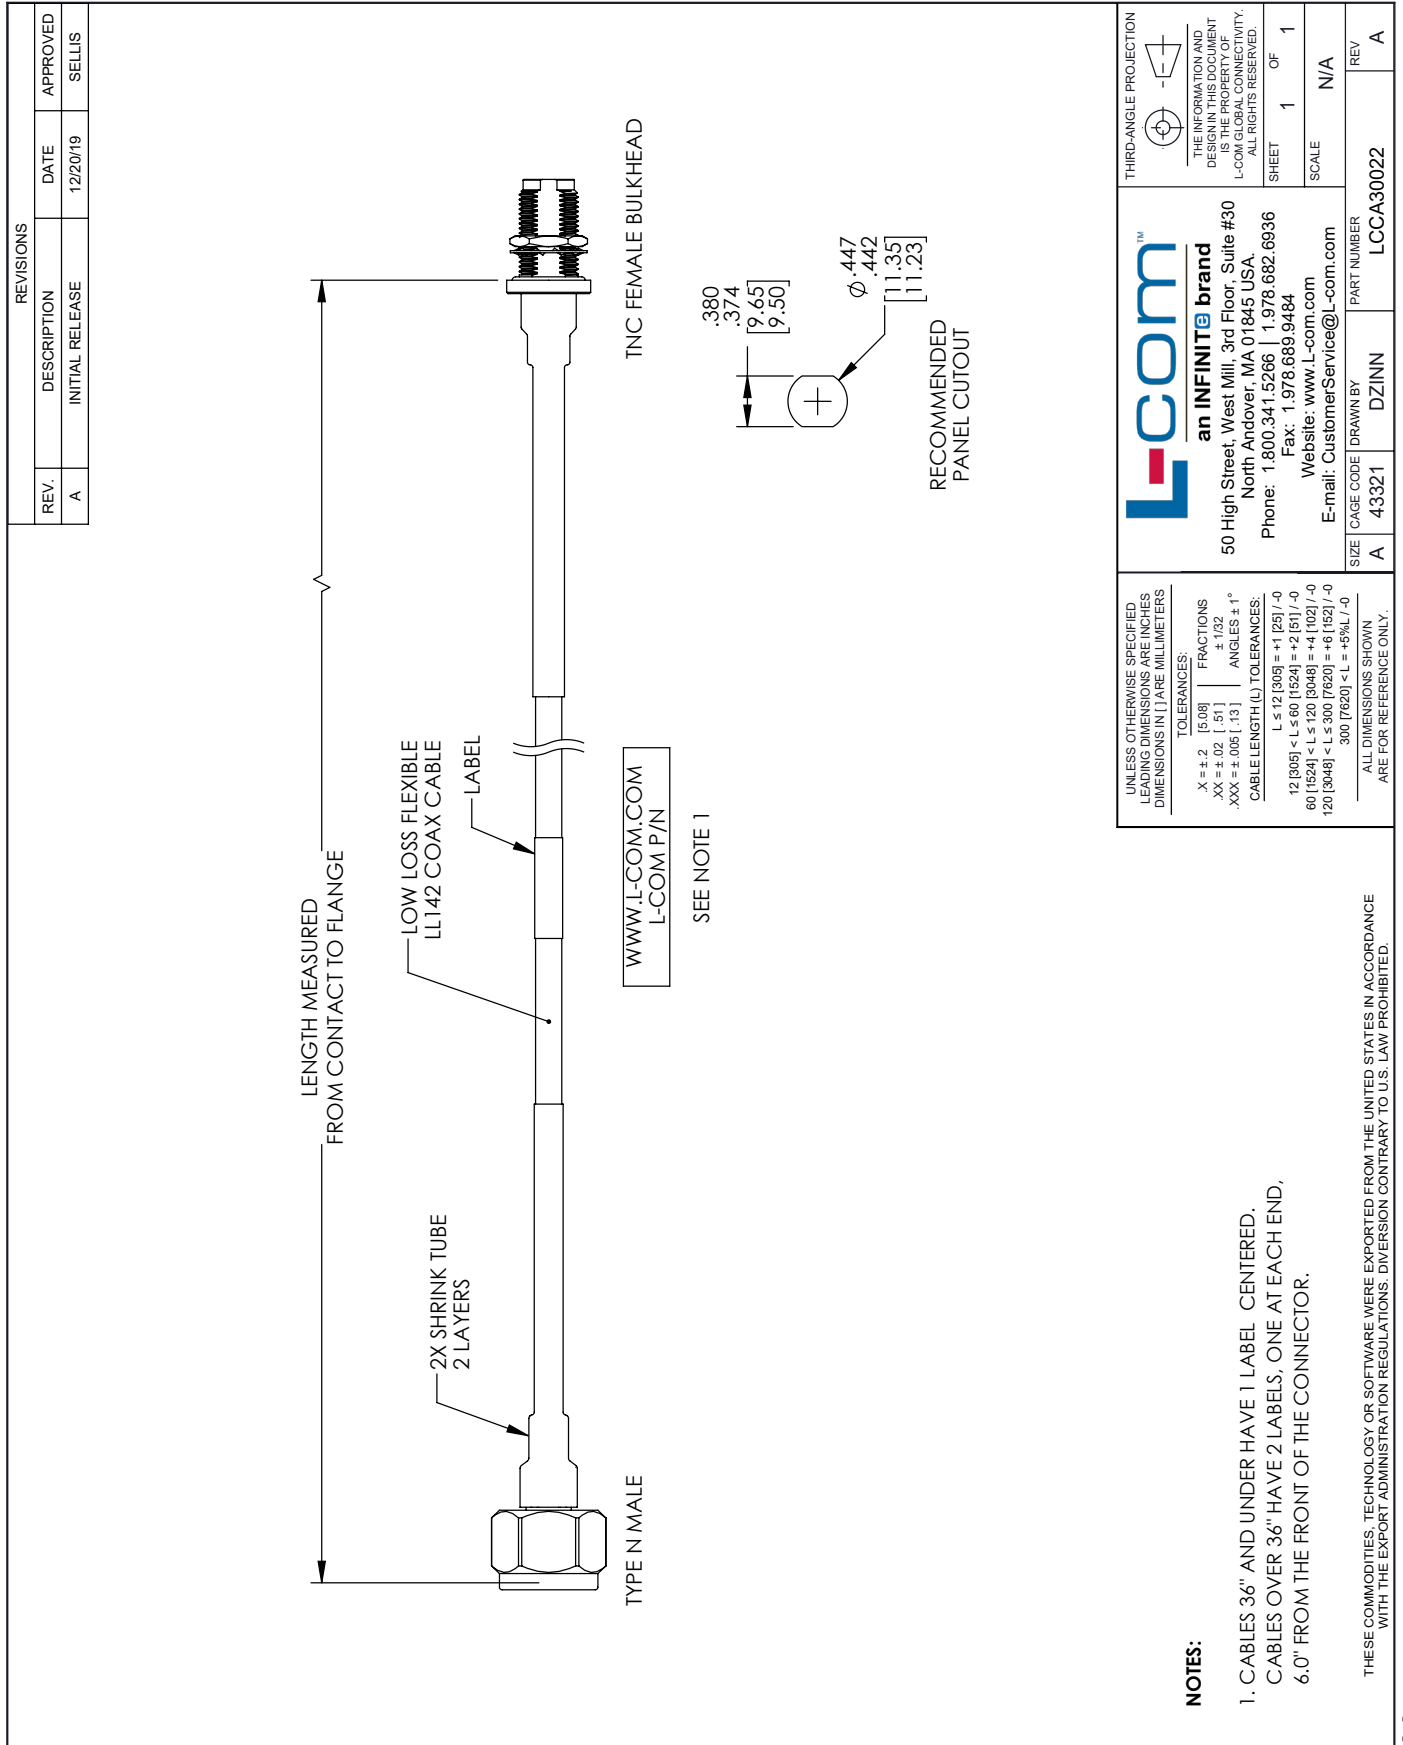 REVISIONS
REV. DESCRIPTION DATE APPROVED
A INITIAL RELEASE 12/20/19 SELLIS
LENGTH MEASURED
FROM CONTACT TO FLANGE
2X SHRINK TUBE
2 LAYERS
LOW LOSS FLEXIBLE
LL142 COAX CABLE
LABEL
TYPE N MALE
WWW.L-COM.COM
L-COM P/N
SEE NOTE 1
TNC FEMALE BULKHEAD
.380
.374
[9.65]
[9.50]
⌀ .447
.442
[11.35]
[11.23]
RECOMMENDED
PANEL CUTOUT
NOTES:
1. CABLES 36" AND UNDER HAVE 1 LABEL CENTERED.
CABLES OVER 36" HAVE 2 LABELS, ONE AT EACH END,
6.0" FROM THE FRONT OF THE CONNECTOR.
THESE COMMODITIES, TECHNOLOGY OR SOFTWARE WERE EXPORTED FROM THE UNITED STATES IN ACCORDANCE
WITH THE EXPORT ADMINISTRATION REGULATIONS. DIVERSION CONTRARY TO U.S. LAW PROHIBITED.
UNLESS OTHERWISE SPECIFIED
LEADING DIMENSIONS ARE INCHES
DIMENSIONS IN [ ] ARE MILLIMETERS
TOLERANCES:
.X = ± .2 [5.08] FRACTIONS
.XX = ± .02 [ .51 ] ± 1/32
.XXX = ± .005 [ .13 ] ANGLES ± 1°
CABLE LENGTH (L) TOLERANCES:
L ≤ 12 [305] = +1 [25] / -0
12 [305] < L ≤ 60 [1524] = +2 [51] / -0
60 [1524] < L ≤ 120 [3048] = +4 [102] / -0
120 [3048] < L ≤ 300 [7620] = +6 [152] / -0
300 [7620] < L = +5%L / -0
ALL DIMENSIONS SHOWN
ARE FOR REFERENCE ONLY.
L-com™
an INFINITe brand
50 High Street, West Mill, 3rd Floor, Suite #30
North Andover, MA 01845 USA.
Phone: 1.800.341.5266 | 1.978.682.6936
Fax: 1.978.689.9484
Website: www.L-com.com
E-mail: CustomerService@L-com.com
THIRD-ANGLE PROJECTION
THE INFORMATION AND
DESIGN IN THIS DOCUMENT
IS THE PROPERTY OF
L-COM GLOBAL CONNECTIVITY.
ALL RIGHTS RESERVED.
SHEET 1 OF 1
SCALE N/A
SIZE CAGE CODE DRAWN BY PART NUMBER REV
A 43321 DZINN LCCA30022 A